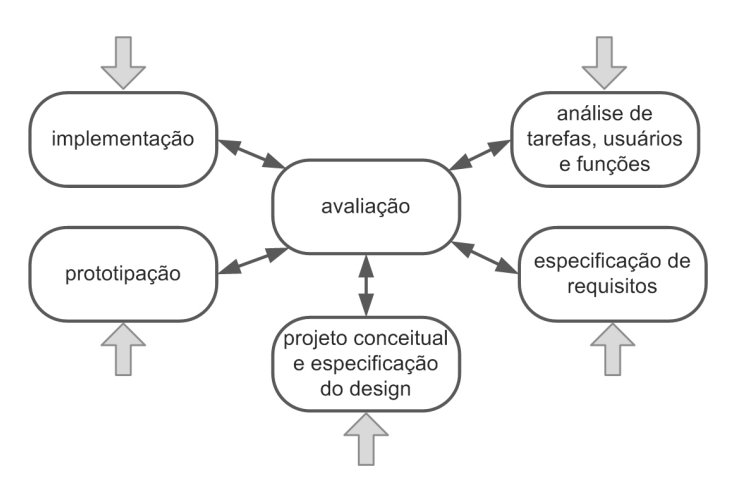 implementação
análise de
tarefas, usuários
e funções
avaliação
prototipação
especificação de
requisitos
projeto conceitual
e especificação
do design